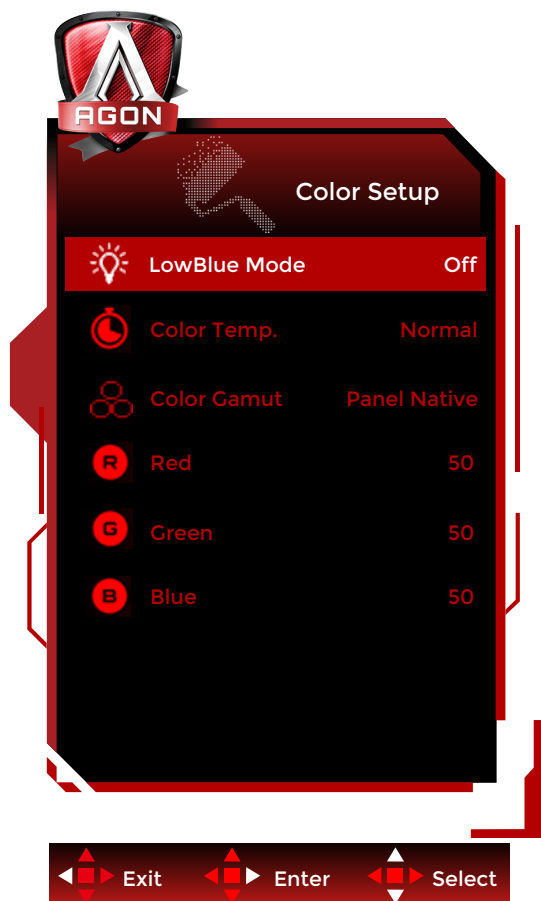 AGON
Color Setup
LowBlue Mode Off
Color Temp. Normal
Color Gamut Panel Native
R Red 50
G Green 50
B Blue 50
Exit Enter Select